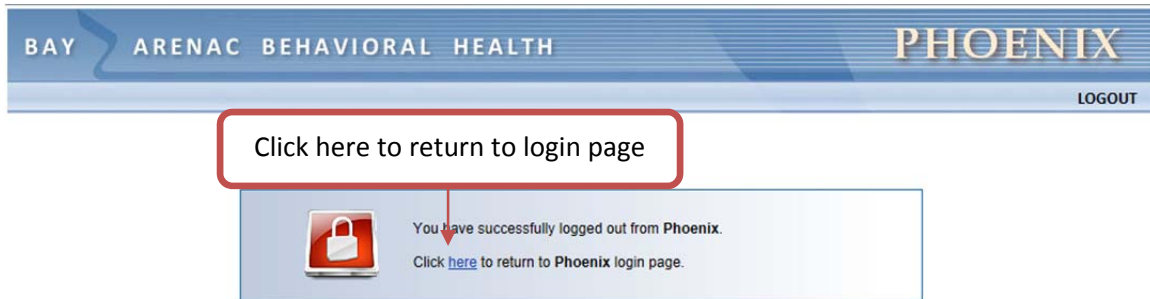 BAY ARENAC BEHAVIORAL HEALTH
PHOENIX
LOGOUT
Click here to return to login page
You have successfully logged out from Phoenix.
Click here to return to Phoenix login page.